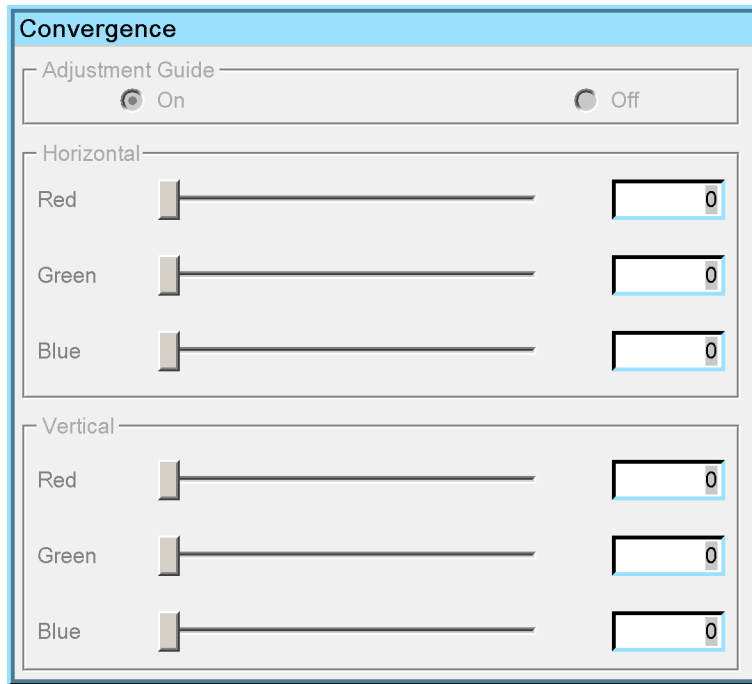 Convergence
Adjustment Guide
On Off
Horizontal
Red 0
Green 0
Blue 0
Vertical
Red 0
Green 0
Blue 0